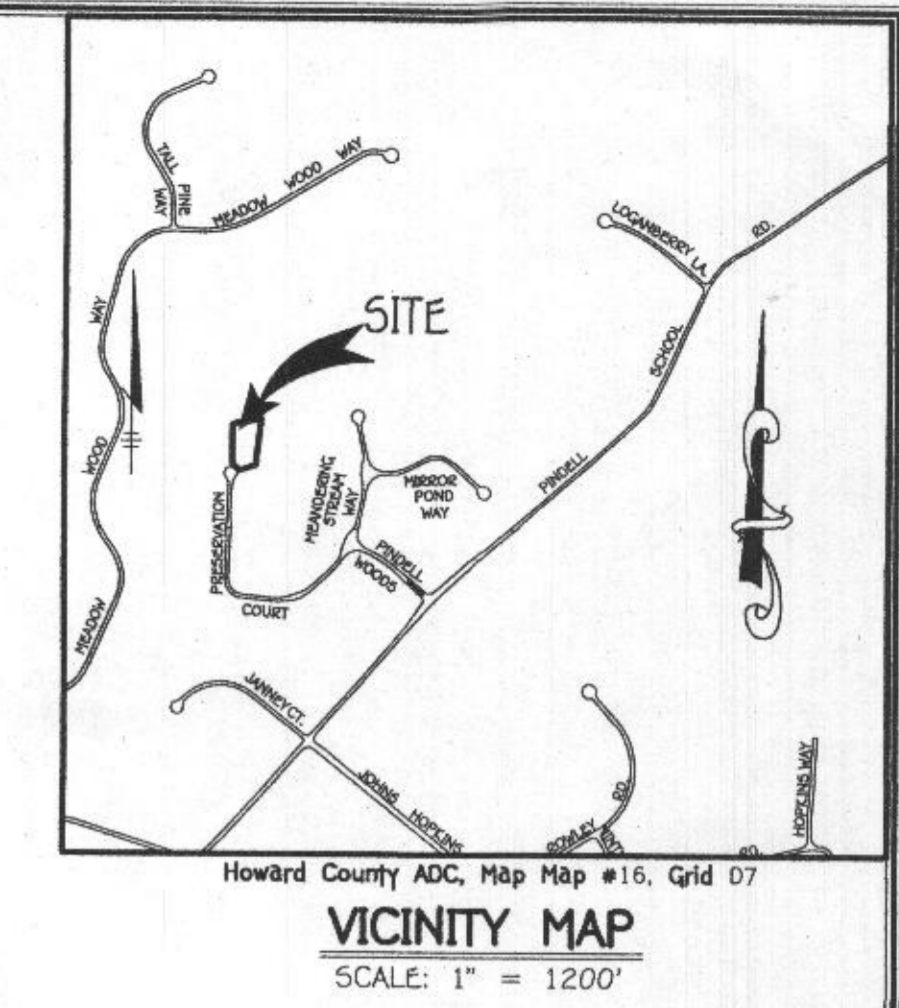 TALL
PINE
WAY
MEADOW WOOD WAY
LOGANBERRY LA.
RD.
SCHOOL
PINDELL
WAY
WOOD
MEADOW
SITE
MEANDERING
STREAM
WAY
MIRROR
POND
WAY
PRESERVATION
COURT
PINDELL
WOODS
JANNEY CT.
JOHNS HOPKINS
ROWLEY
RD.
HOPKINS WAY
RD.
Howard County ADC, Map Map #16, Grid D7
VICINITY MAP
SCALE: 1" = 1200'